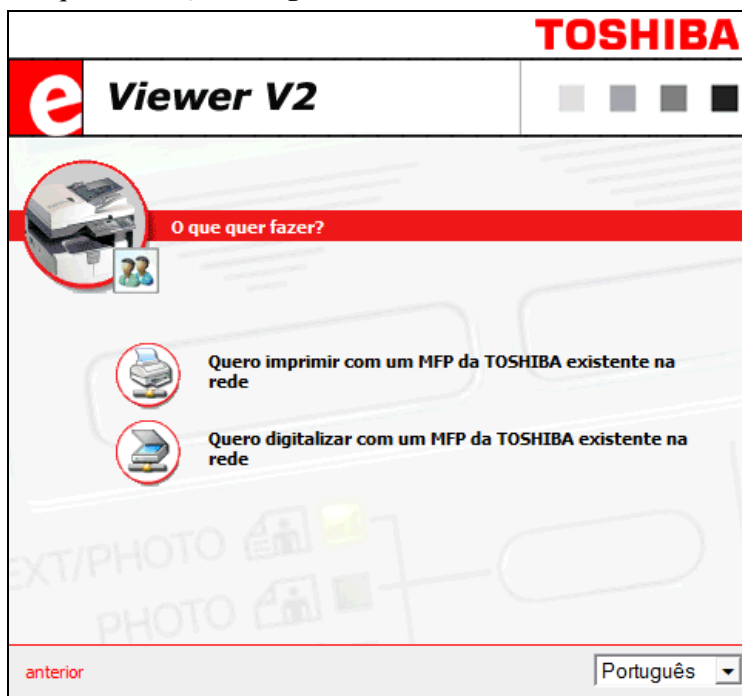 TOSHIBA
e Viewer V2
O que quer fazer?
Quero imprimir com um MFP da TOSHIBA existente na
rede
Quero digitalizar com um MFP da TOSHIBA existente na
rede
EXT/PHOTO
PHOTO
anterior
Português